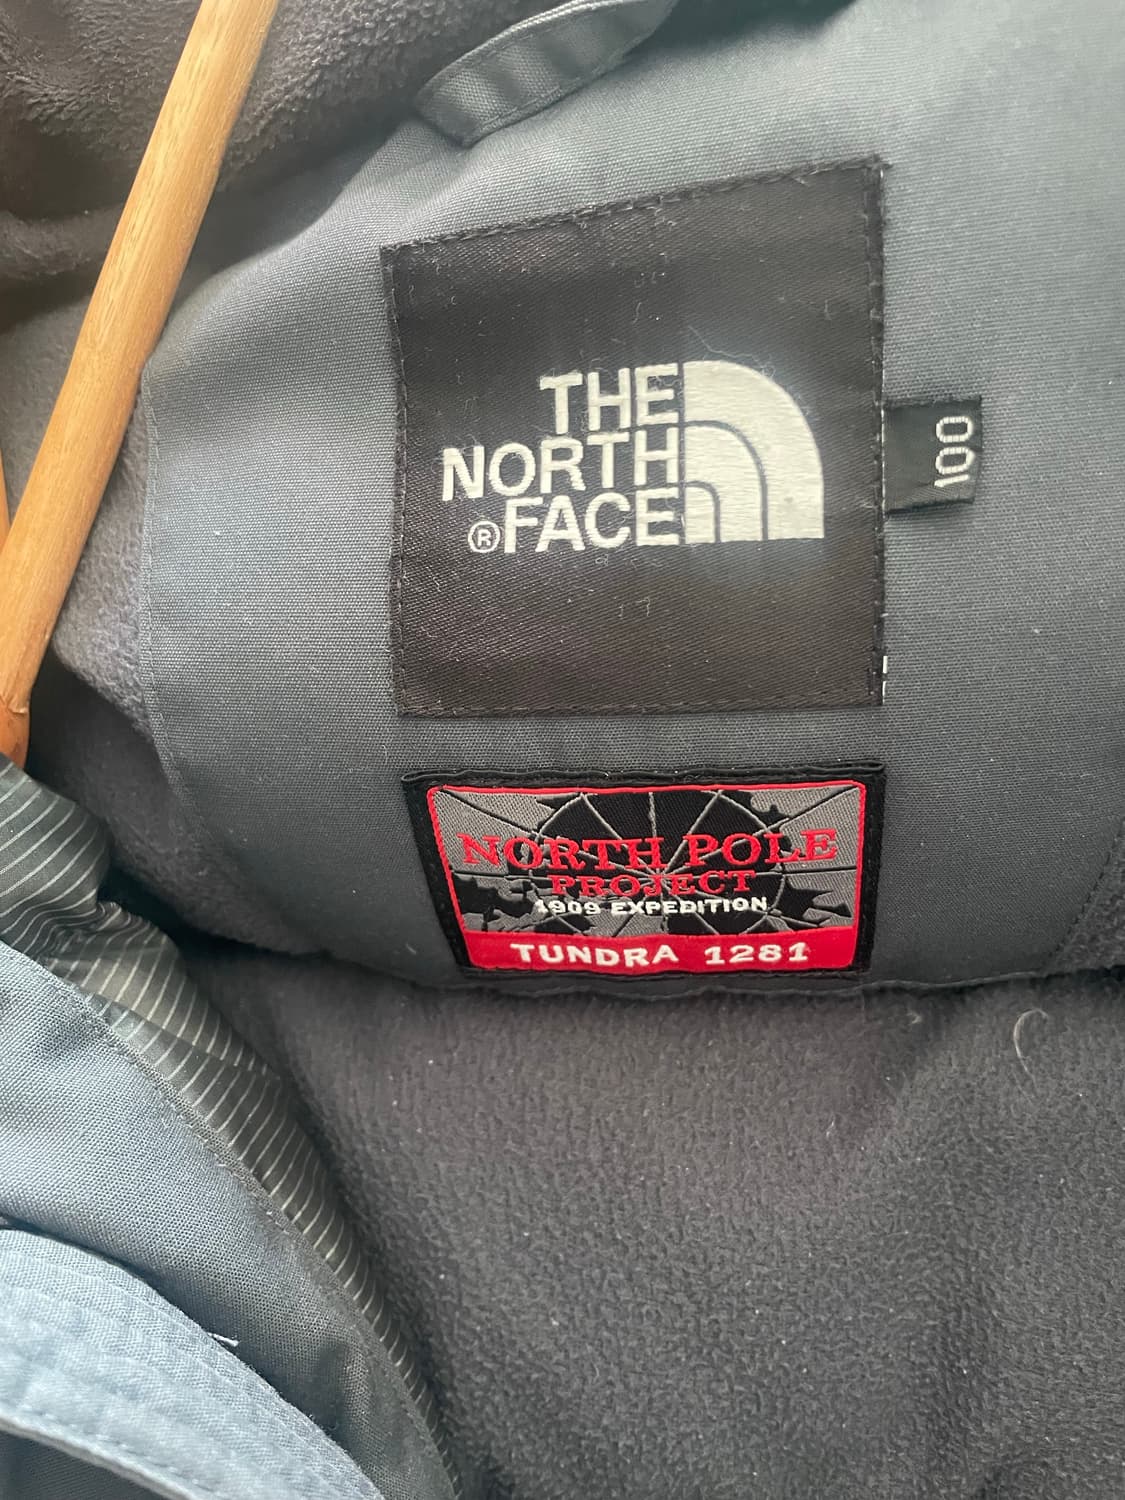 THE
NORTH
® FACE
100
NORTH POLE
PROJECT
1909 EXPEDITION
TUNDRA 1281